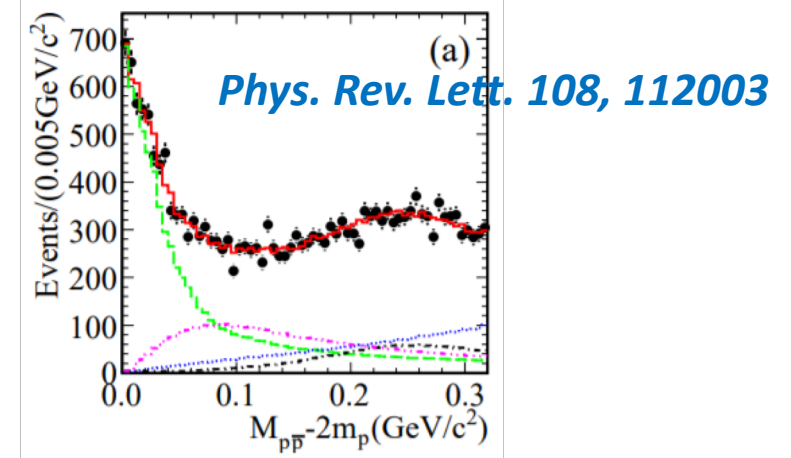 (a)
Phys. Rev. Lett. 108, 112003
Events/(0.005GeV/c²)
700
600
500
400
300
200
100
0
0.0 0.1 0.2 0.3
M_pp̅-2m_p(GeV/c²)